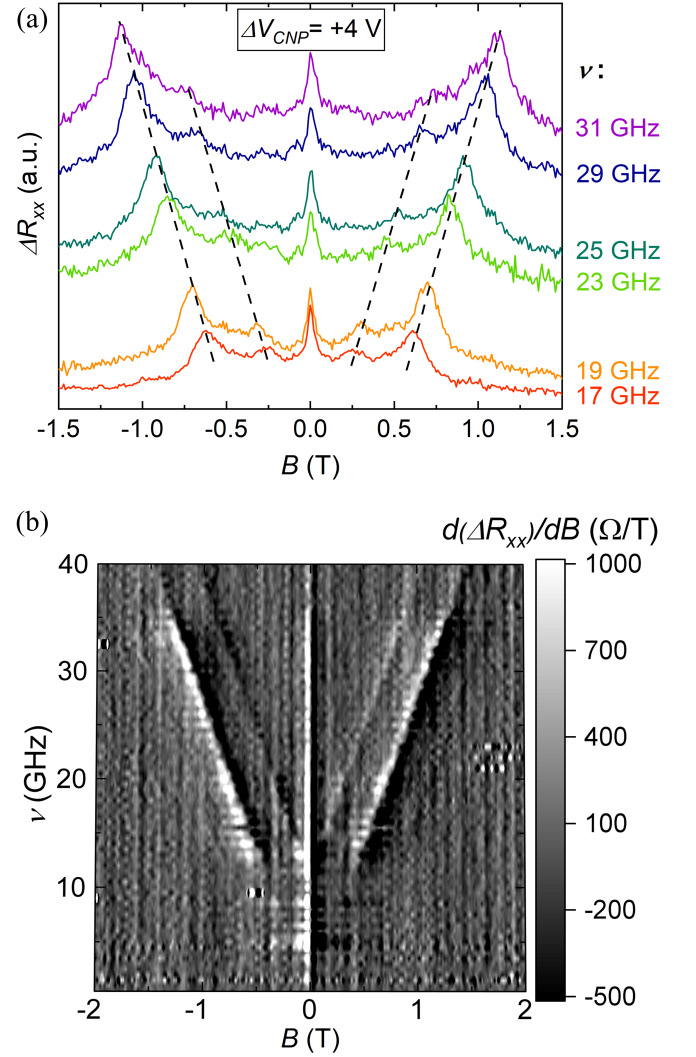 (a)
ΔV_CNP = +4 V
ν:
31 GHz
29 GHz
25 GHz
23 GHz
19 GHz
17 GHz
ΔR_xx (a.u.)
-1.5 -1.0 -0.5 0.0 0.5 1.0 1.5
B (T)
(b)
d(ΔR_xx)/dB (Ω/T)
40
30
20
10
ν (GHz)
-2 -1 0 1 2
B (T)
1000
700
400
100
-200
-500